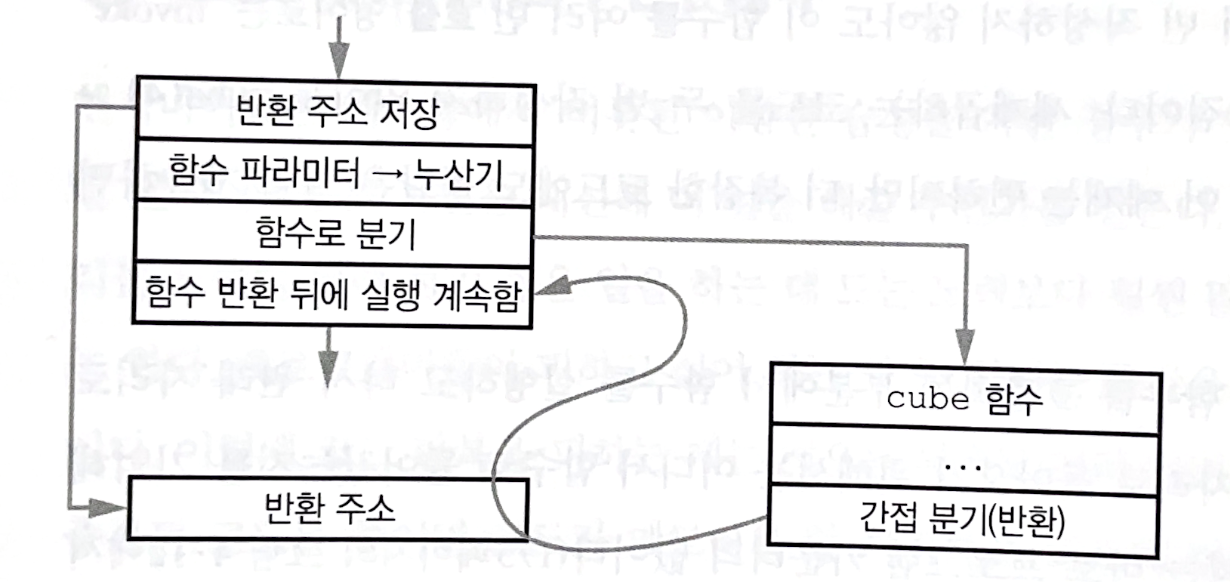 반환 주소 저장
함수 파라미터 → 누산기
함수로 분기
함수 반환 뒤에 실행 계속함
cube 함수
...
반환 주소
간접 분기(반환)